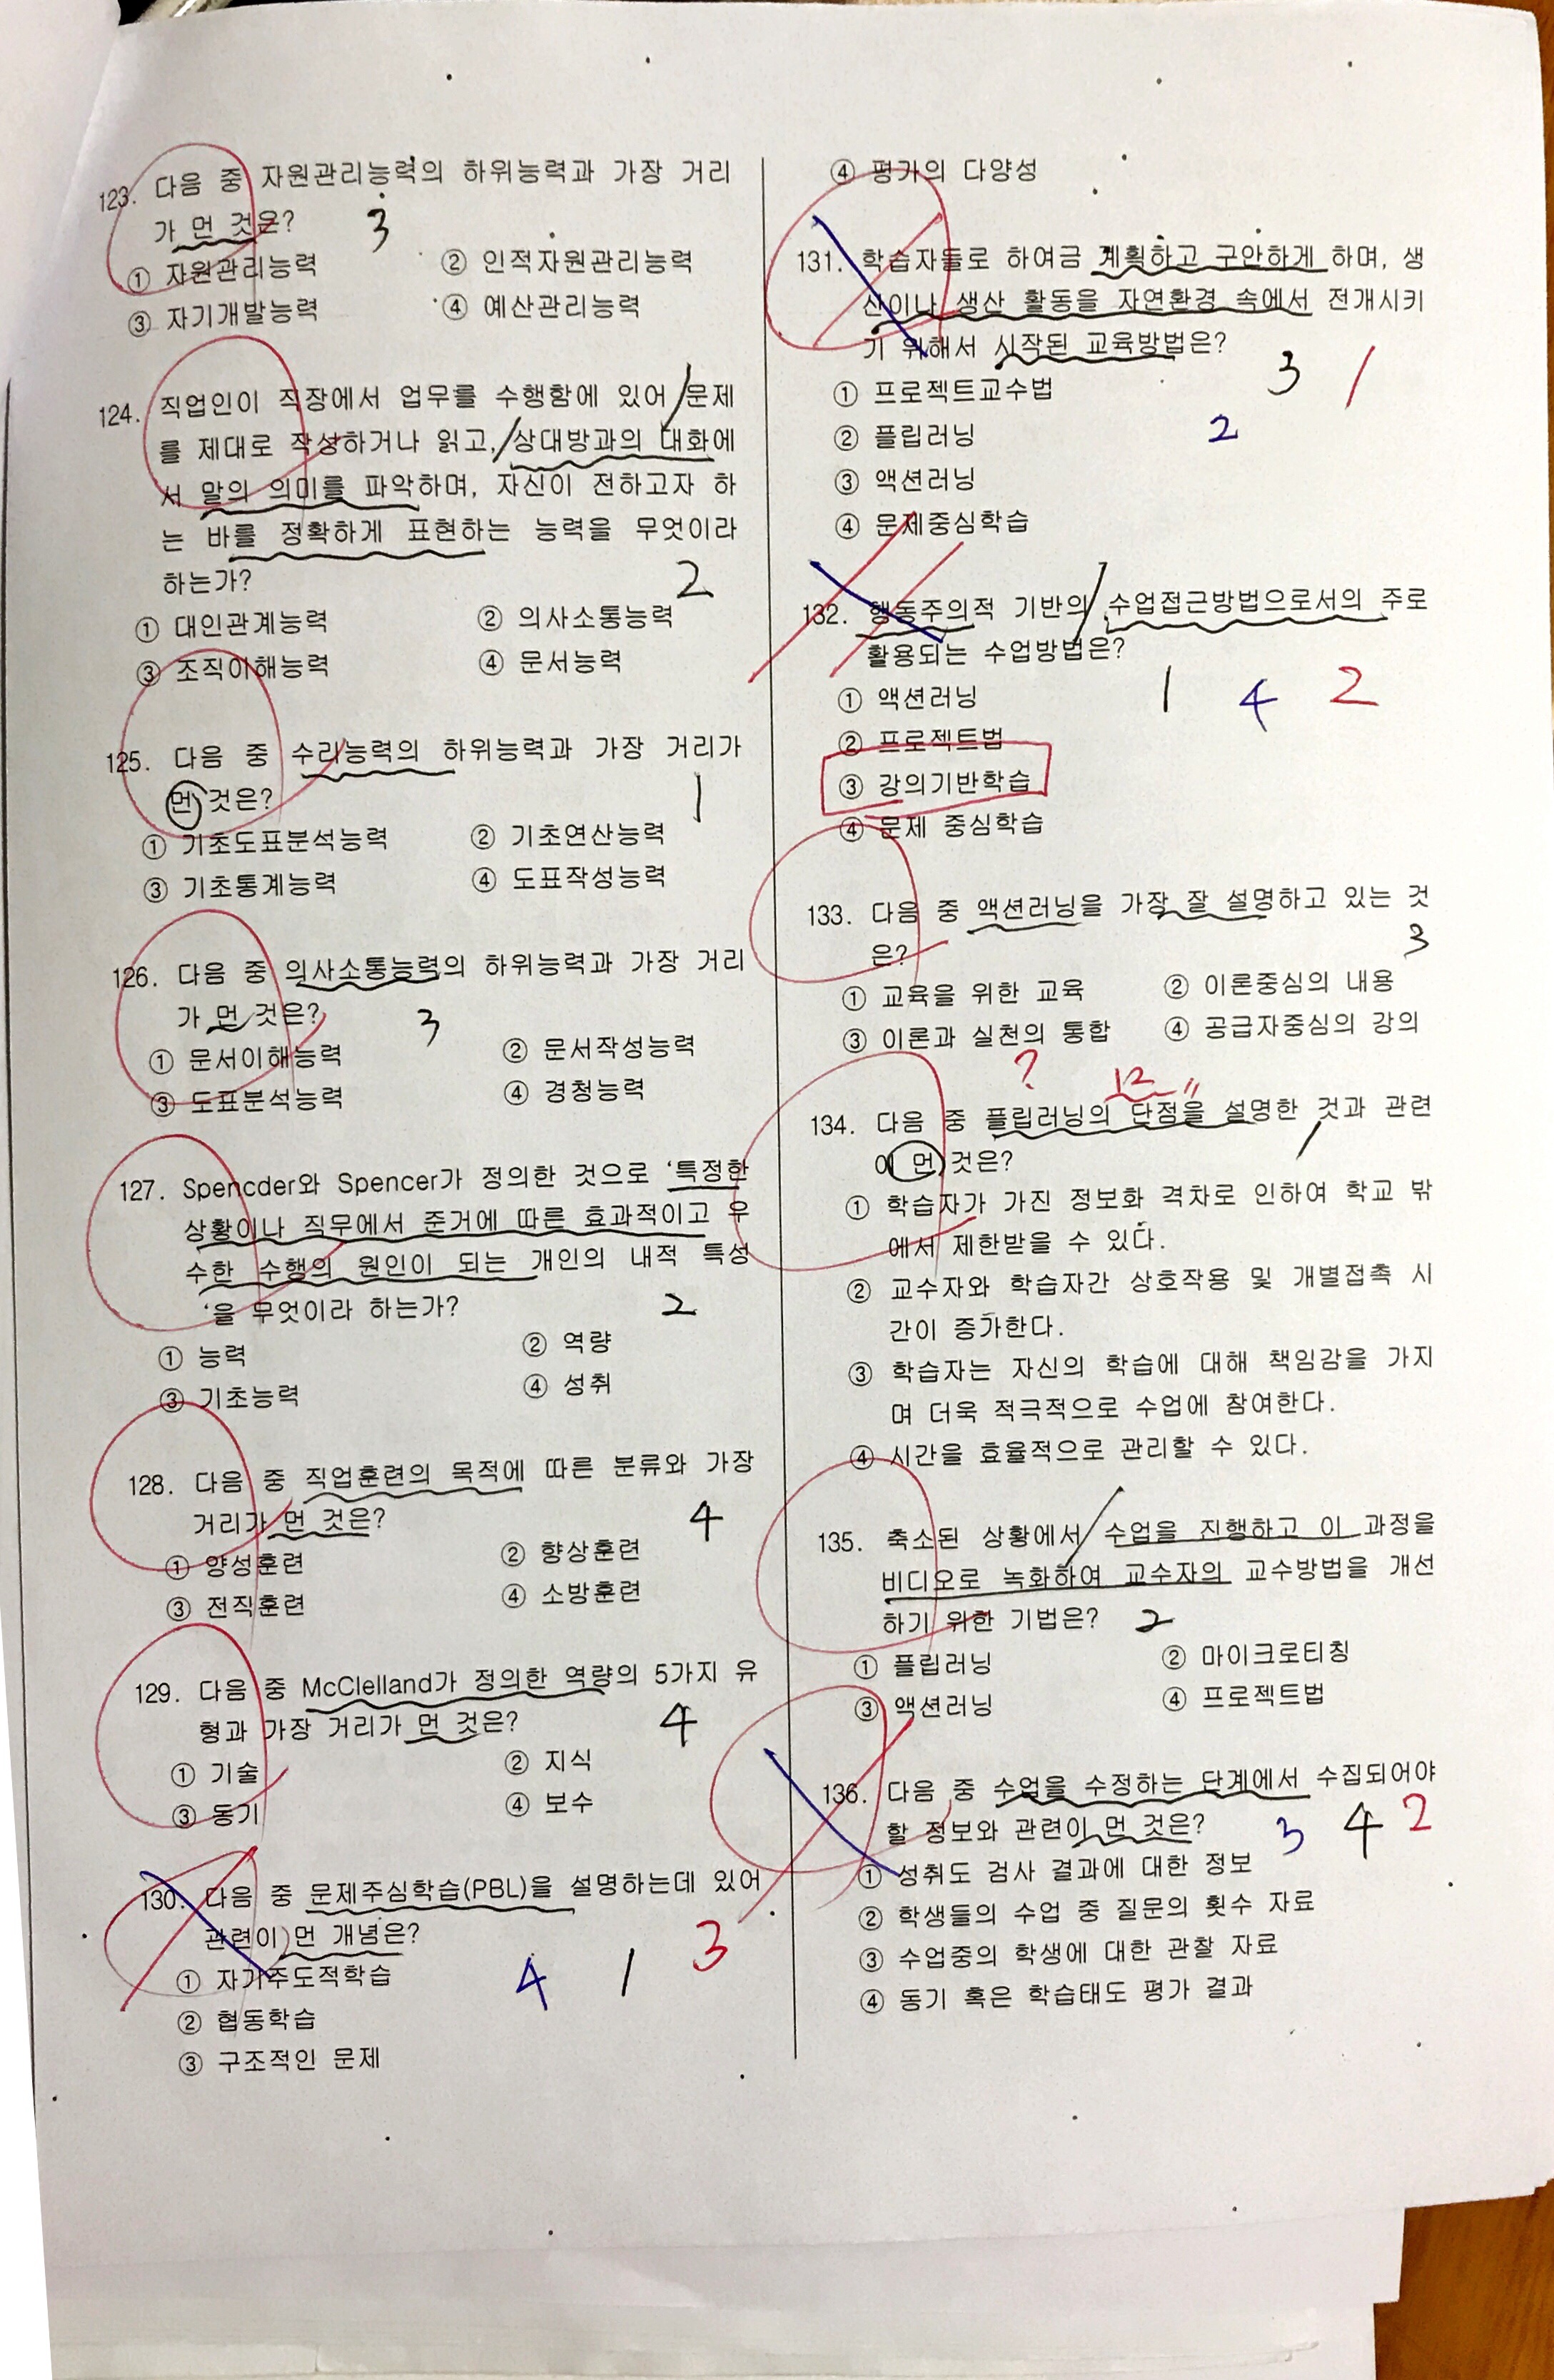 123. 다음 중 자원관리능력의 하위능력과 가장 거리
가 먼 것은? 3
① 자원관리능력 ② 인적자원관리능력
③ 자기개발능력 ④ 예산관리능력
124. 직업인이 직장에서 업무를 수행함에 있어 문제
를 제대로 작성하거나 읽고, 상대방과의 대화에
서 말의 의미를 파악하며, 자신이 전하고자 하
는 바를 정확하게 표현하는 능력을 무엇이라
하는가? 2
① 대인관계능력 ② 의사소통능력
③ 조직이해능력 ④ 문서능력
125. 다음 중 수리능력의 하위능력과 가장 거리가
먼 것은? 1
① 기초도표분석능력 ② 기초연산능력
③ 기초통계능력 ④ 도표작성능력
126. 다음 중 의사소통능력의 하위능력과 가장 거리
가 먼 것은? 3
① 문서이해능력 ② 문서작성능력
③ 도표분석능력 ④ 경청능력
127. Spencder와 Spencer가 정의한 것으로 '특정한
상황이나 직무에서 준거에 따른 효과적이고 우
수한 수행의 원인이 되는 개인의 내적 특성
'을 무엇이라 하는가? 2
① 능력 ② 역량
③ 기초능력 ④ 성취
128. 다음 중 직업훈련의 목적에 따른 분류와 가장
거리가 먼 것은? 4
① 양성훈련 ② 향상훈련
③ 전직훈련 ④ 소방훈련
129. 다음 중 McClelland가 정의한 역량의 5가지 유
형과 가장 거리가 먼 것은? 4
① 기술 ② 지식
③ 동기 ④ 보수
130. 다음 중 문제주심학습(PBL)을 설명하는데 있어
관련이 먼 개념은?
① 자기주도적학습 4 1 3
② 협동학습
③ 구조적인 문제
④ 평가의 다양성
131. 학습자들로 하여금 계획하고 구안하게 하며, 생
산이나 생산 활동을 자연환경 속에서 전개시키
기 위해서 시작된 교육방법은? 3 1
① 프로젝트교수법
② 플립러닝 2
③ 액션러닝
④ 문제중심학습
132. 행동주의적 기반의 수업접근방법으로서의 주로
활용되는 수업방법은?
① 액션러닝 1 4 2
② 프로젝트법
③ 강의기반학습
④ 문제 중심학습
133. 다음 중 액션러닝을 가장 잘 설명하고 있는 것
은? 3
① 교육을 위한 교육 ② 이론중심의 내용
③ 이론과 실천의 통합 ④ 공급자중심의 강의
?
134. 다음 중 플립러닝의 단점을 설명한 것과 관련
이 먼 것은?
① 학습자가 가진 정보화 격차로 인하여 학교 밖
에서 제한받을 수 있다.
② 교수자와 학습자간 상호작용 및 개별접촉 시
간이 증가한다.
③ 학습자는 자신의 학습에 대해 책임감을 가지
며 더욱 적극적으로 수업에 참여한다.
④ 시간을 효율적으로 관리할 수 있다.
135. 축소된 상황에서 수업을 진행하고 이 과정을
비디오로 녹화하여 교수자의 교수방법을 개선
하기 위한 기법은? 2
① 플립러닝 ② 마이크로티칭
③ 액션러닝 ④ 프로젝트법
136. 다음 중 수업을 수정하는 단계에서 수집되어야
할 정보와 관련이 먼 것은? 3 4 2
① 성취도 검사 결과에 대한 정보
② 학생들의 수업 중 질문의 횟수 자료
③ 수업중의 학생에 대한 관찰 자료
④ 동기 혹은 학습태도 평가 결과